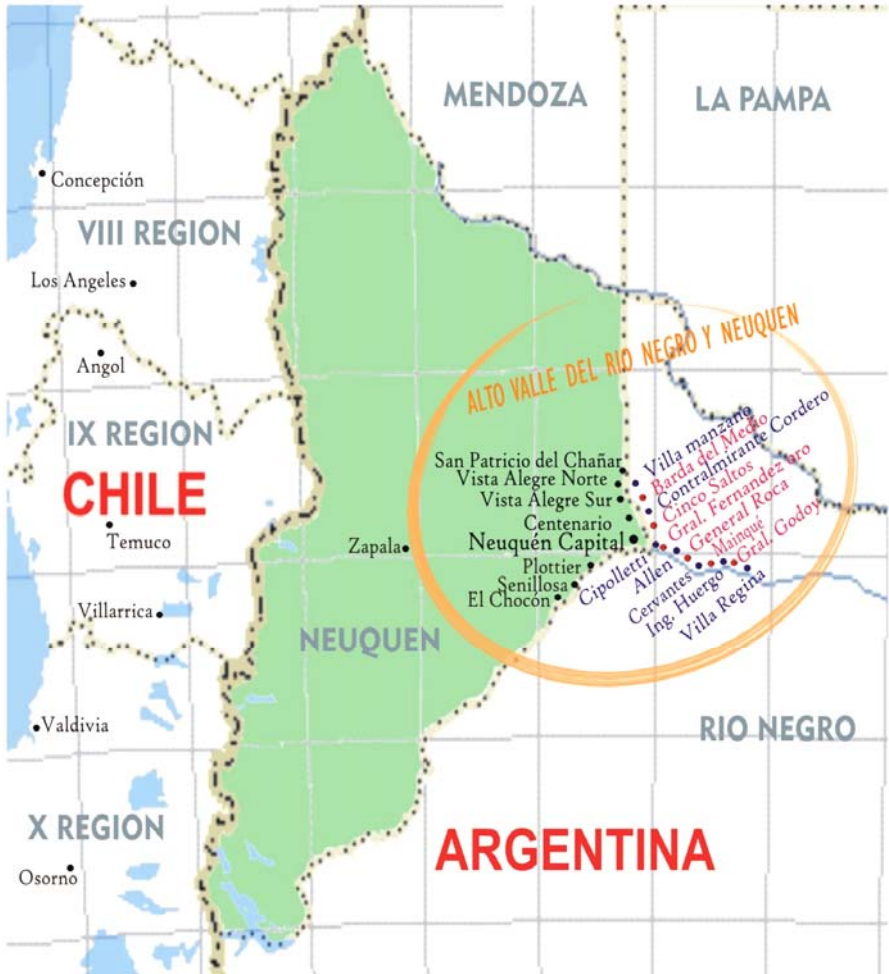 MENDOZA
LA PAMPA
Concepción
VIII REGION
Los Angeles
Angol
ALTO VALLE DEL RIO NEGRO Y NEUQUEN
IX REGION
CHILE
Temuco
Villarrica
Valdivia
X REGION
Osorno
San Patricio del Chañar
Vista Alegre Norte
Vista Alegre Sur
Centenario
Neuquén Capital
Zapala
Plottier
Senillosa
El Chocón
NEUQUEN
Villa manzano
Barda del Medio
Contralmirante Cordero
Cinco Saltos
Gral. Fernandez oro
General Roca
Mainqué
Gral. Godoy
Cipolletti
Allen
Cervantes
Ing. Huergo
Villa Regina
RIO NEGRO
ARGENTINA